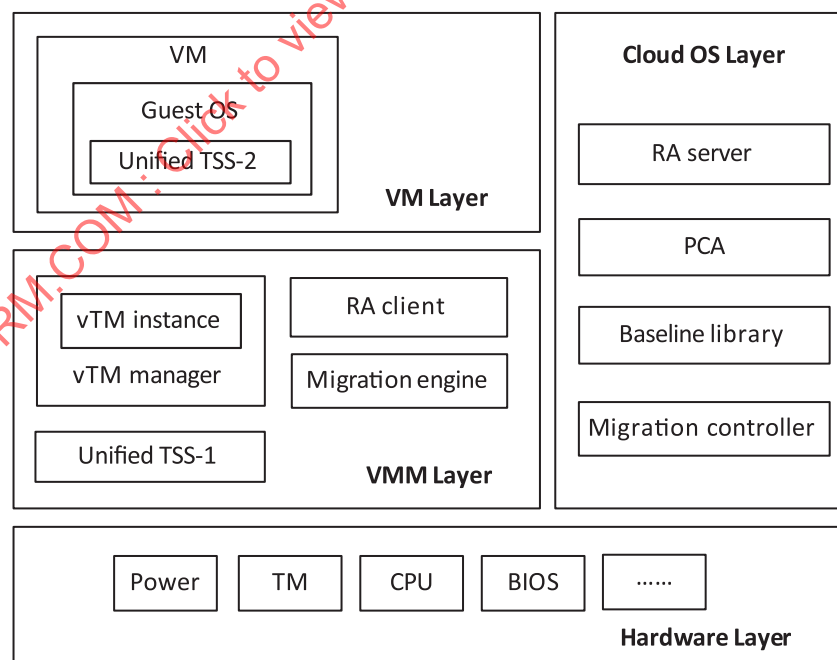 VM
Guest OS
Unified TSS-2
VM Layer
vTM instance
vTM manager
RA client
Migration engine
Unified TSS-1
VMM Layer
Cloud OS Layer
RA server
PCA
Baseline library
Migration controller
Power
TM
CPU
BIOS
……
Hardware Layer
RM.COM : Click to view